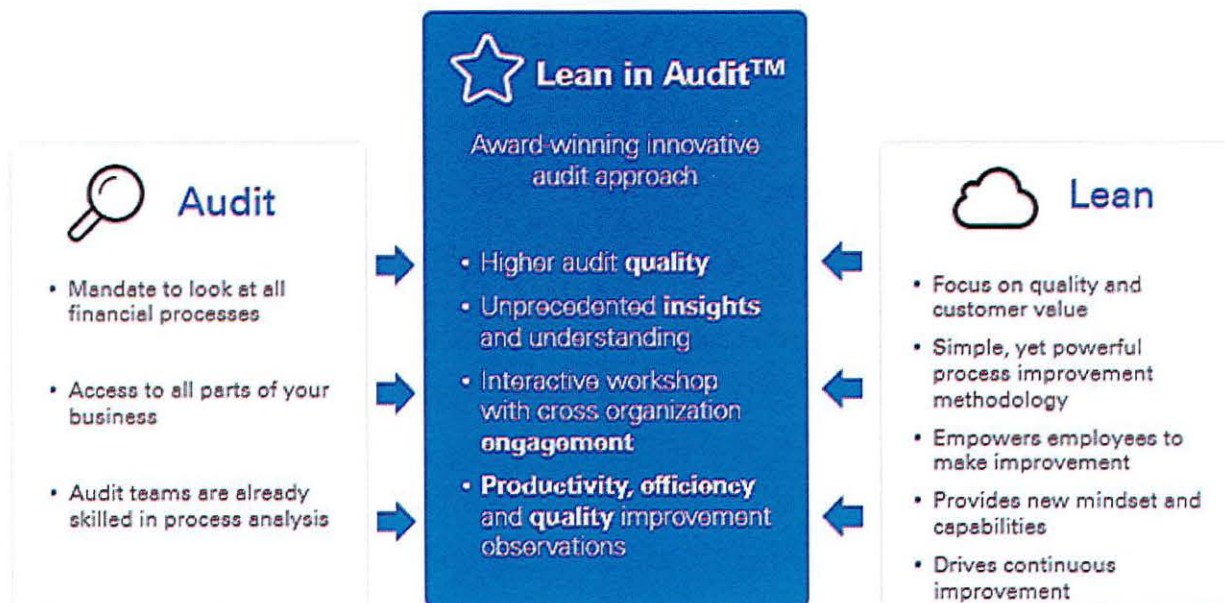 Audit
• Mandate to look at all
financial processes
• Access to all parts of your
business
• Audit teams are already
skilled in process analysis
Lean in Audit™
Award-winning innovative
audit approach
• Higher audit quality
• Unprecedented insights
and understanding
• Interactive workshop
with cross organization
engagement
• Productivity, efficiency
and quality improvement
observations
Lean
• Focus on quality and
customer value
• Simple, yet powerful
process improvement
methodology
• Empowers employees to
make improvement
• Provides new mindset and
capabilities
• Drives continuous
improvement